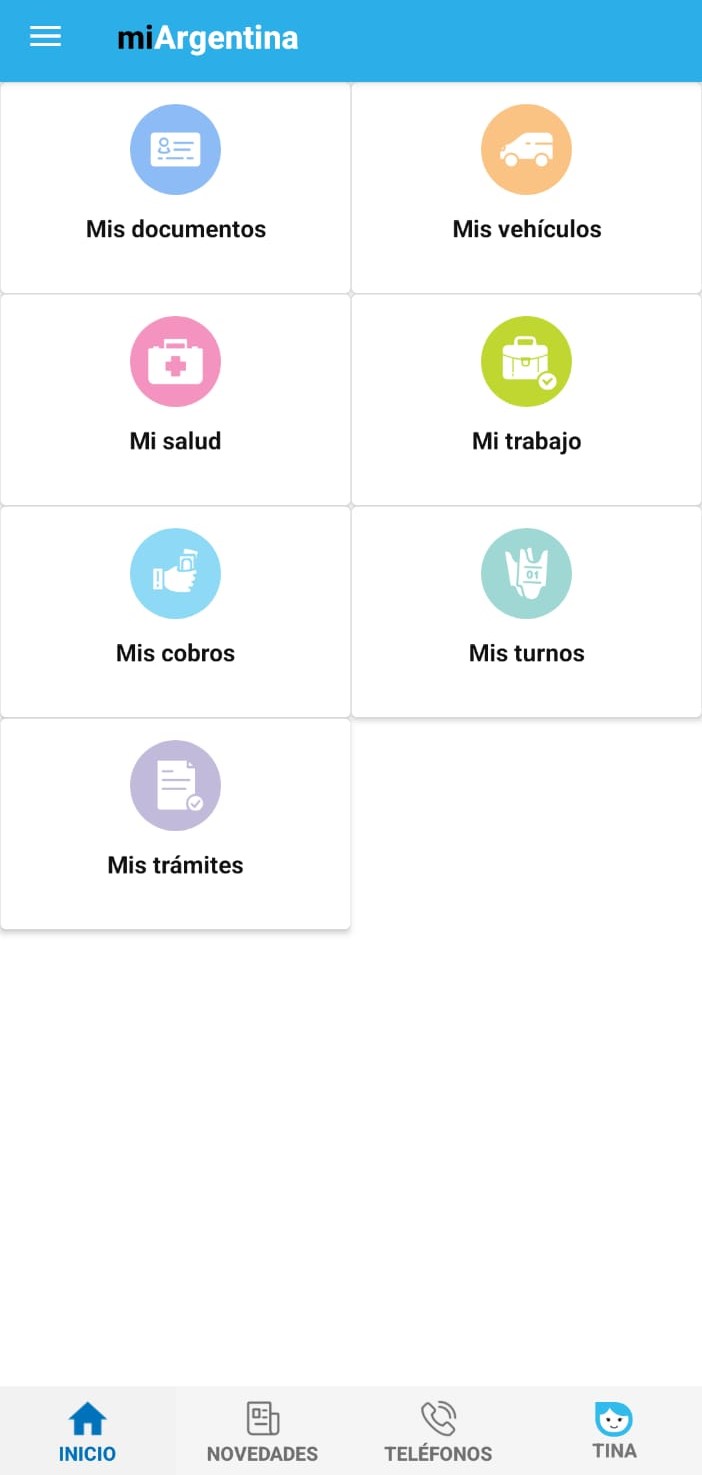 miArgentina
Mis documentos
Mis vehículos
Mi salud
Mi trabajo
Mis cobros
01
Mis turnos
Mis trámites
INICIO
NOVEDADES
TELÉFONOS
TINA